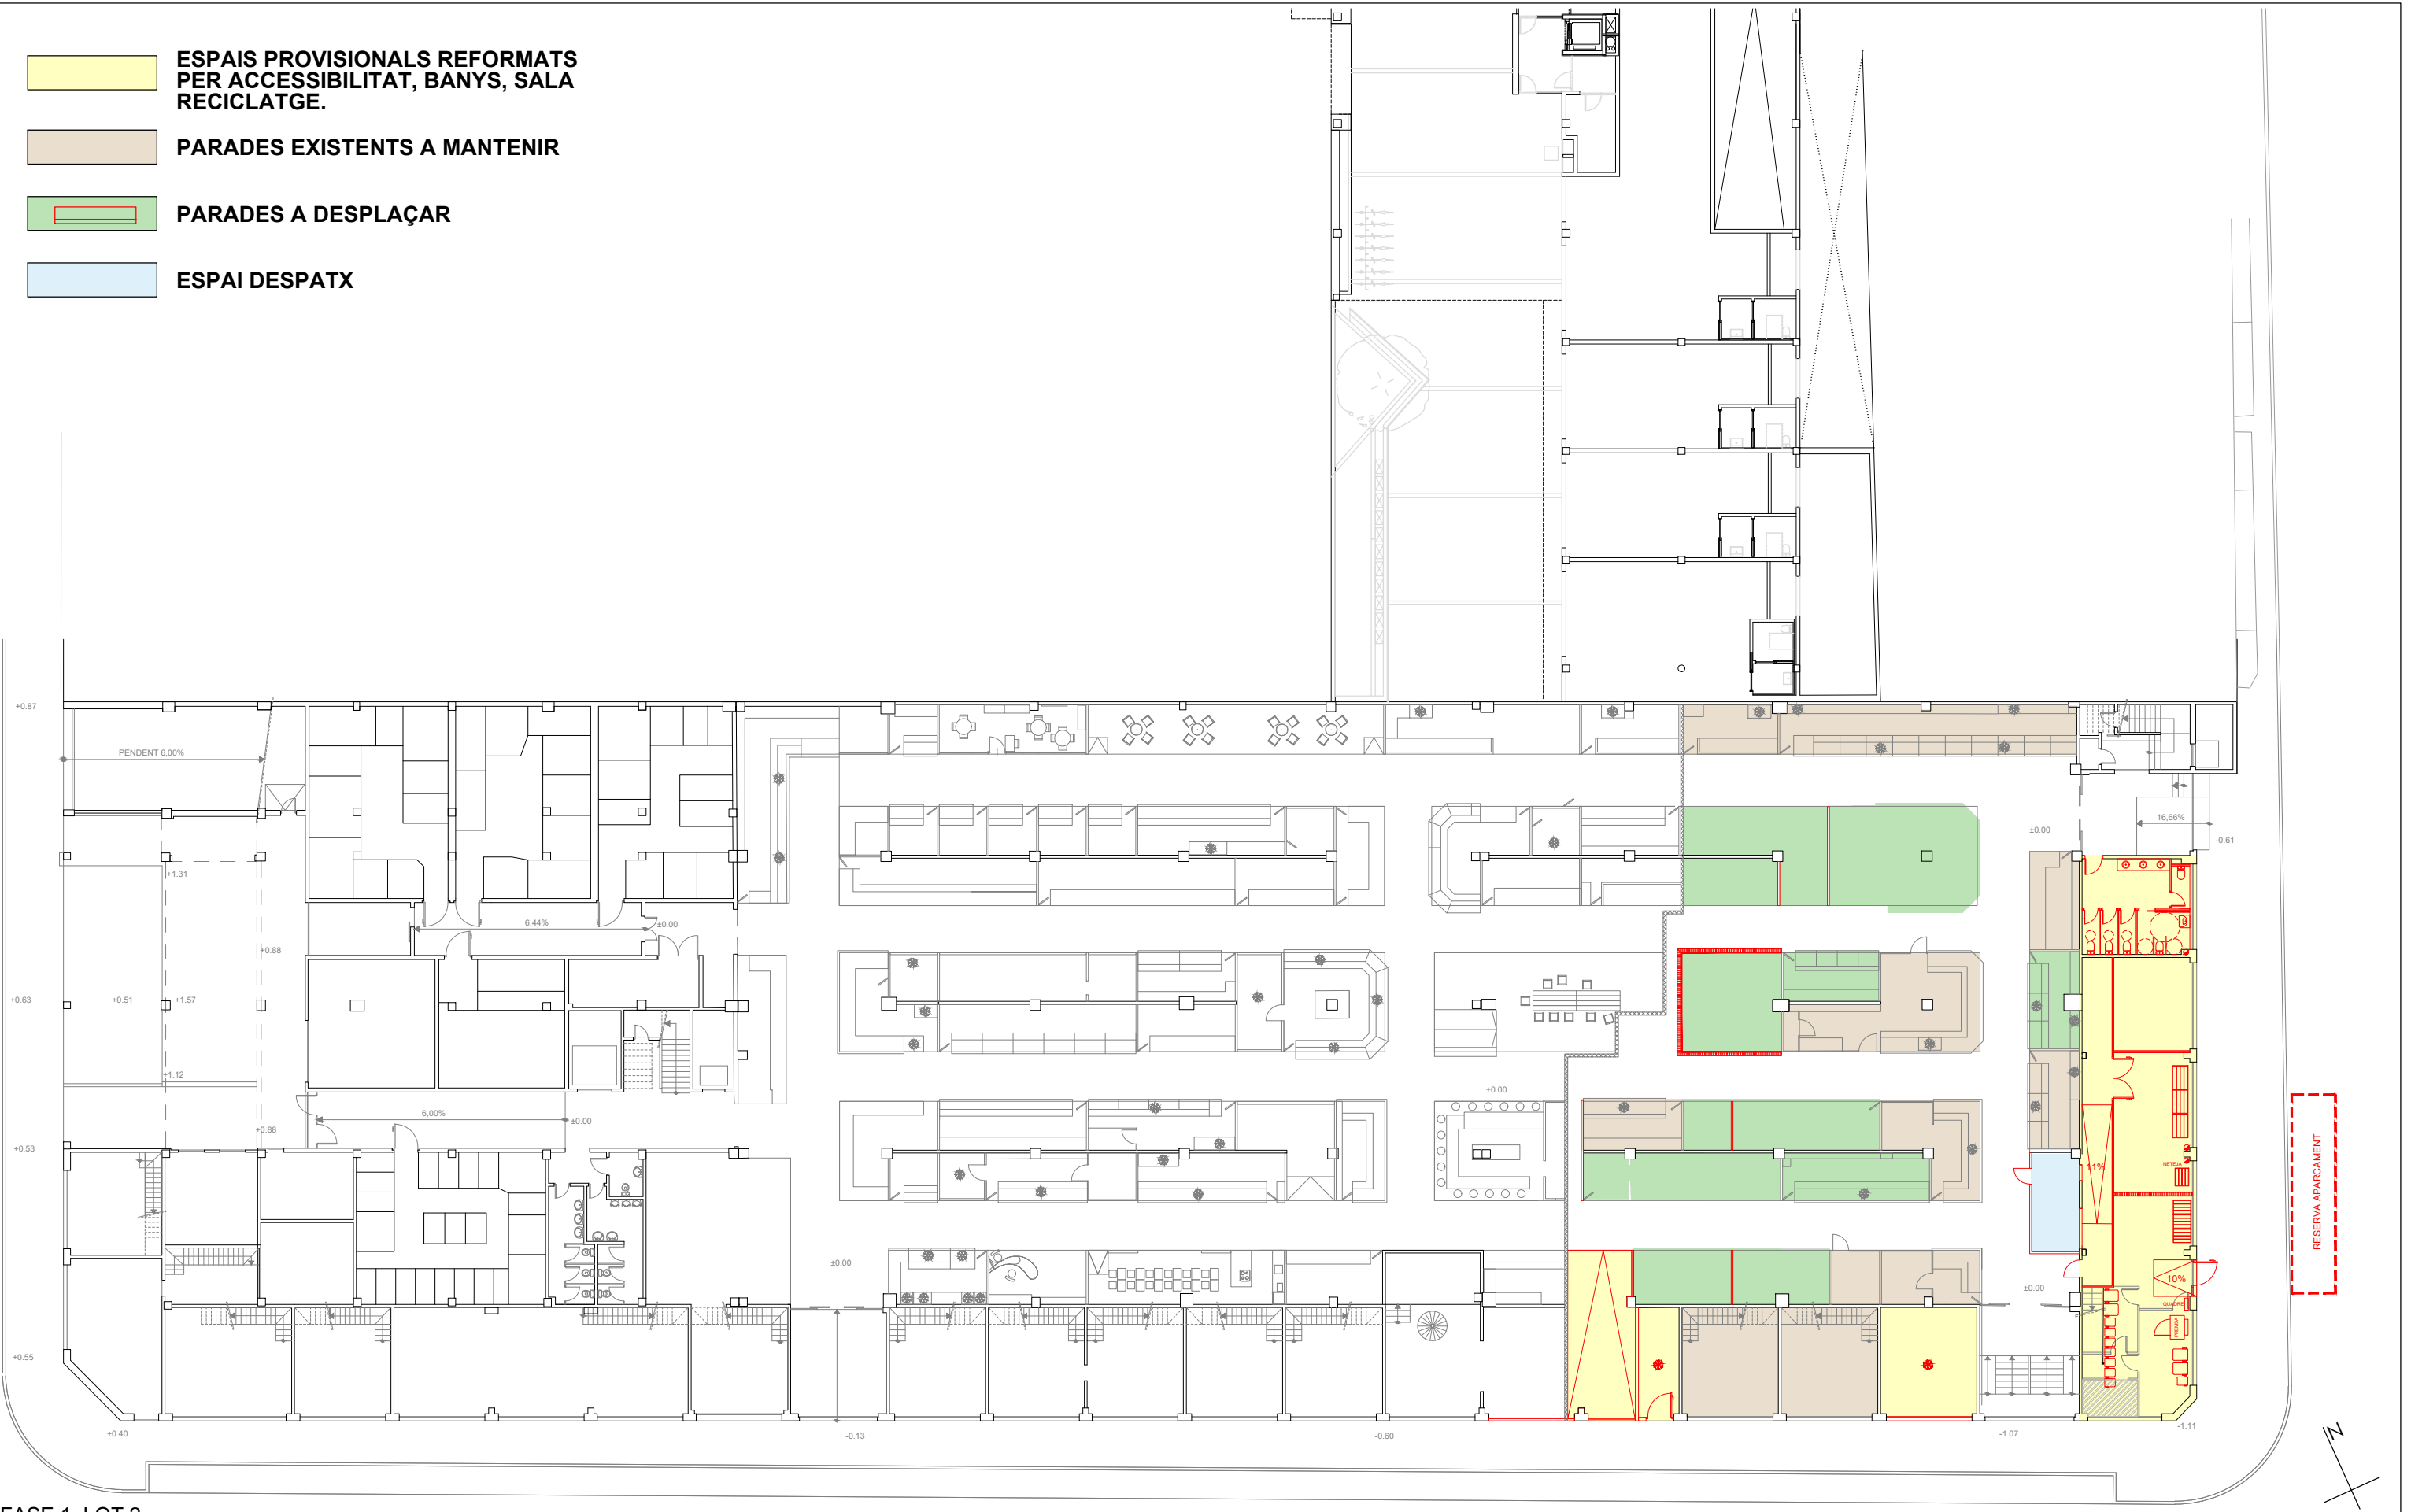 ESPAIS PROVISIONALS REFORMATS
PER ACCESSIBILITAT, BANYS, SALA
RECICLATGE.
PARADES EXISTENTS A MANTENIR
PARADES A DESPLAÇAR
ESPAI DESPATX
+0.87
PENDENT 6,00%
16,66%
±0.00
-0.61
+1.31
6,44%
±0.00
+0.88
+0.63
+0.51
+1.57
+1.12
±0.00
6,00%
±0.00
+0.88
+0.53
11%
NETEJA
RESERVA APARCAMENT
±0.00
10%
±0.00
QUADRE
PREMSA
+0.55
+0.40
-0.13
-0.60
-1.07
-1.11
N